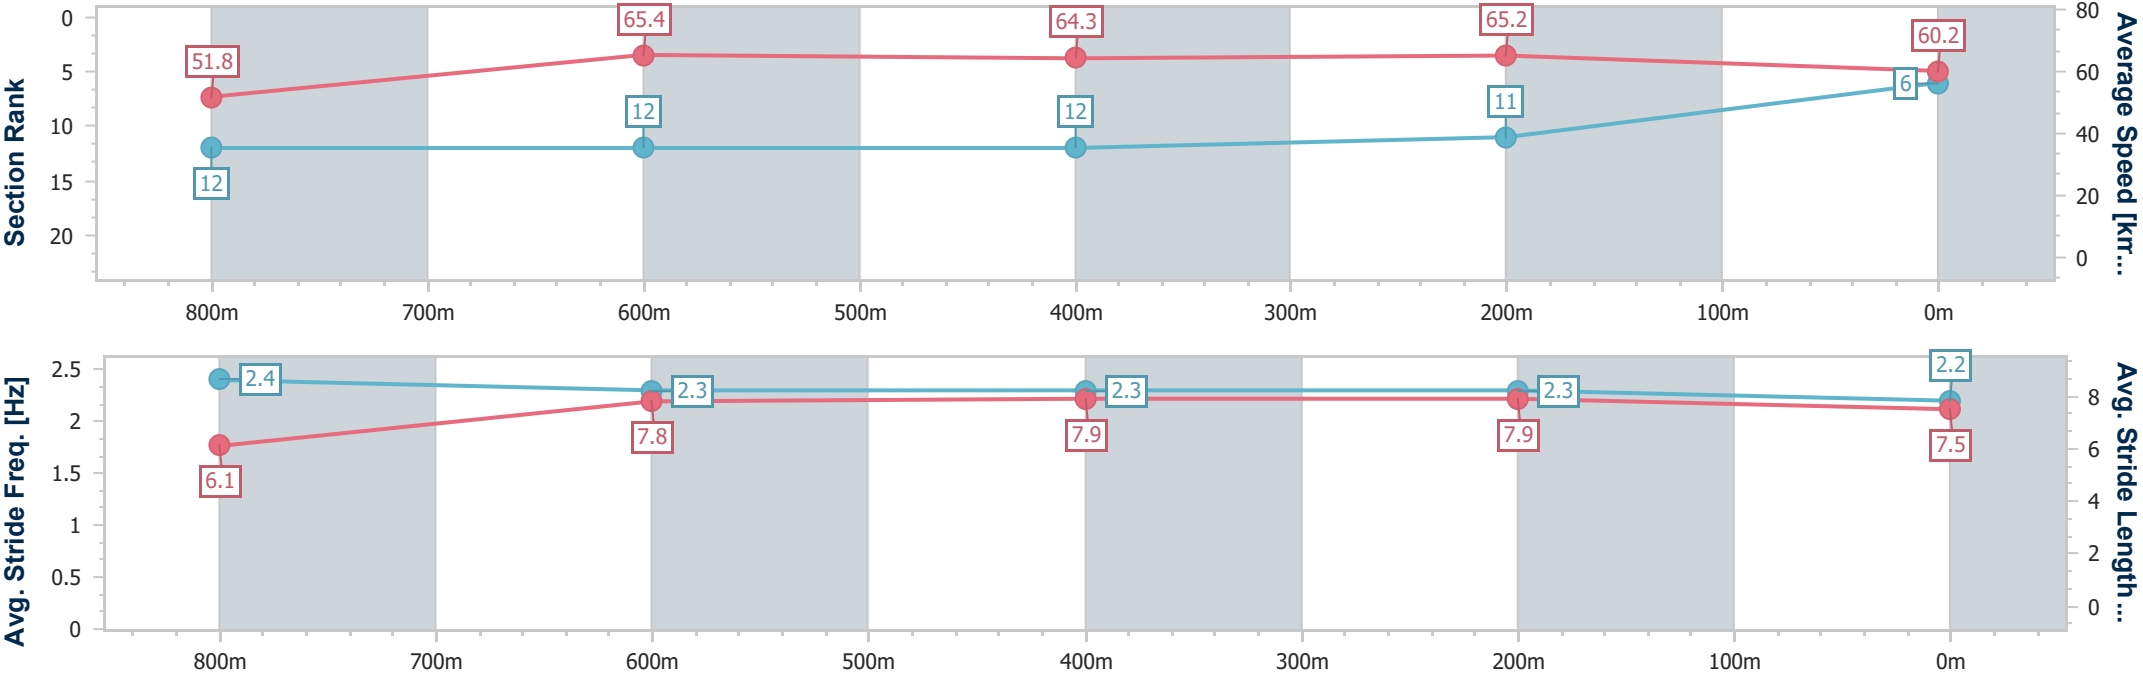 Section Rank
0
5
10
15
20
51.8
65.4
64.3
65.2
60.2
12
12
12
11
6
80
60
40
20
0
Average Speed [km...
800m
700m
600m
500m
400m
300m
200m
100m
0m
Avg. Stride Freq. [Hz]
2.5
2
1.5
1
0.5
0
2.4
2.3
2.3
2.3
2.2
6.1
7.8
7.9
7.9
7.5
8
6
4
2
0
Avg. Stride Length ...
800m
700m
600m
500m
400m
300m
200m
100m
0m